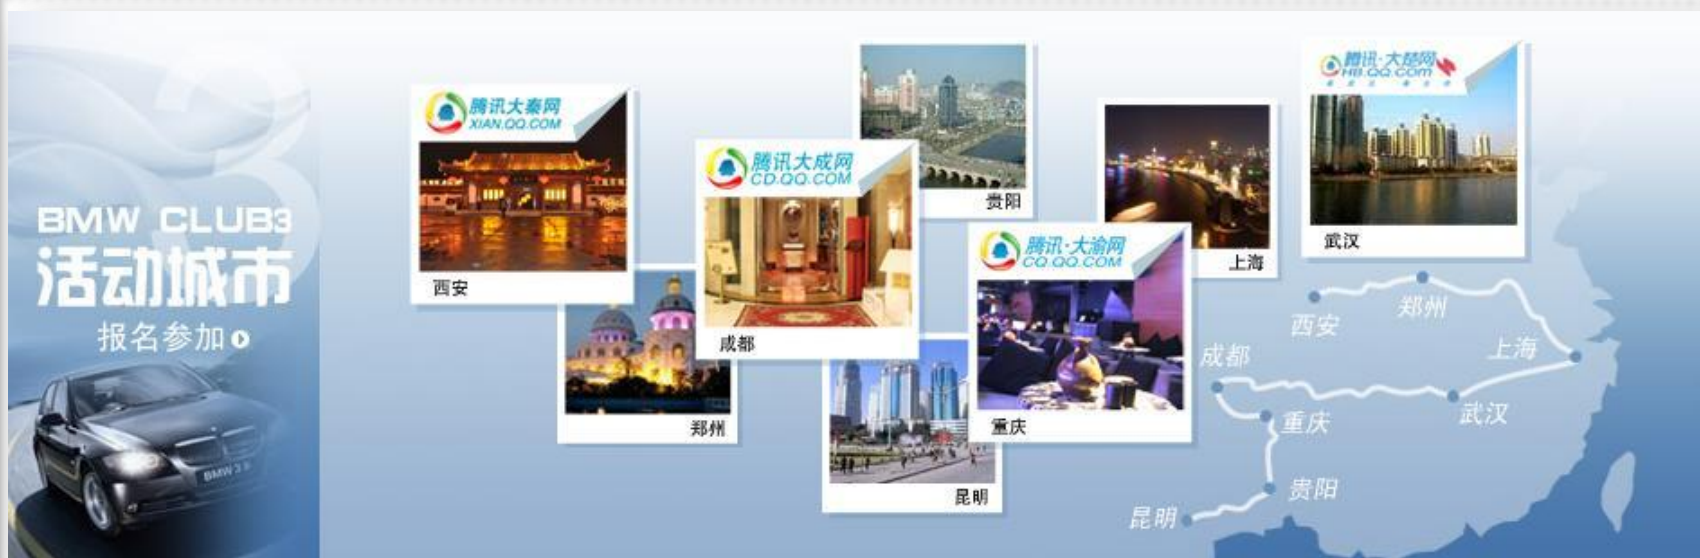 BMW CLUB3
活动城市
报名参加
BMW 3
腾讯大秦网
XIAN.QQ.COM
西安
郑州
腾讯大成网
CD.QQ.COM
成都
贵阳
昆明
腾讯·大渝网
CQ.QQ.COM
重庆
上海
腾讯·大楚网
HB.QQ.COM
武汉
西安
郑州
上海
成都
武汉
重庆
贵阳
昆明